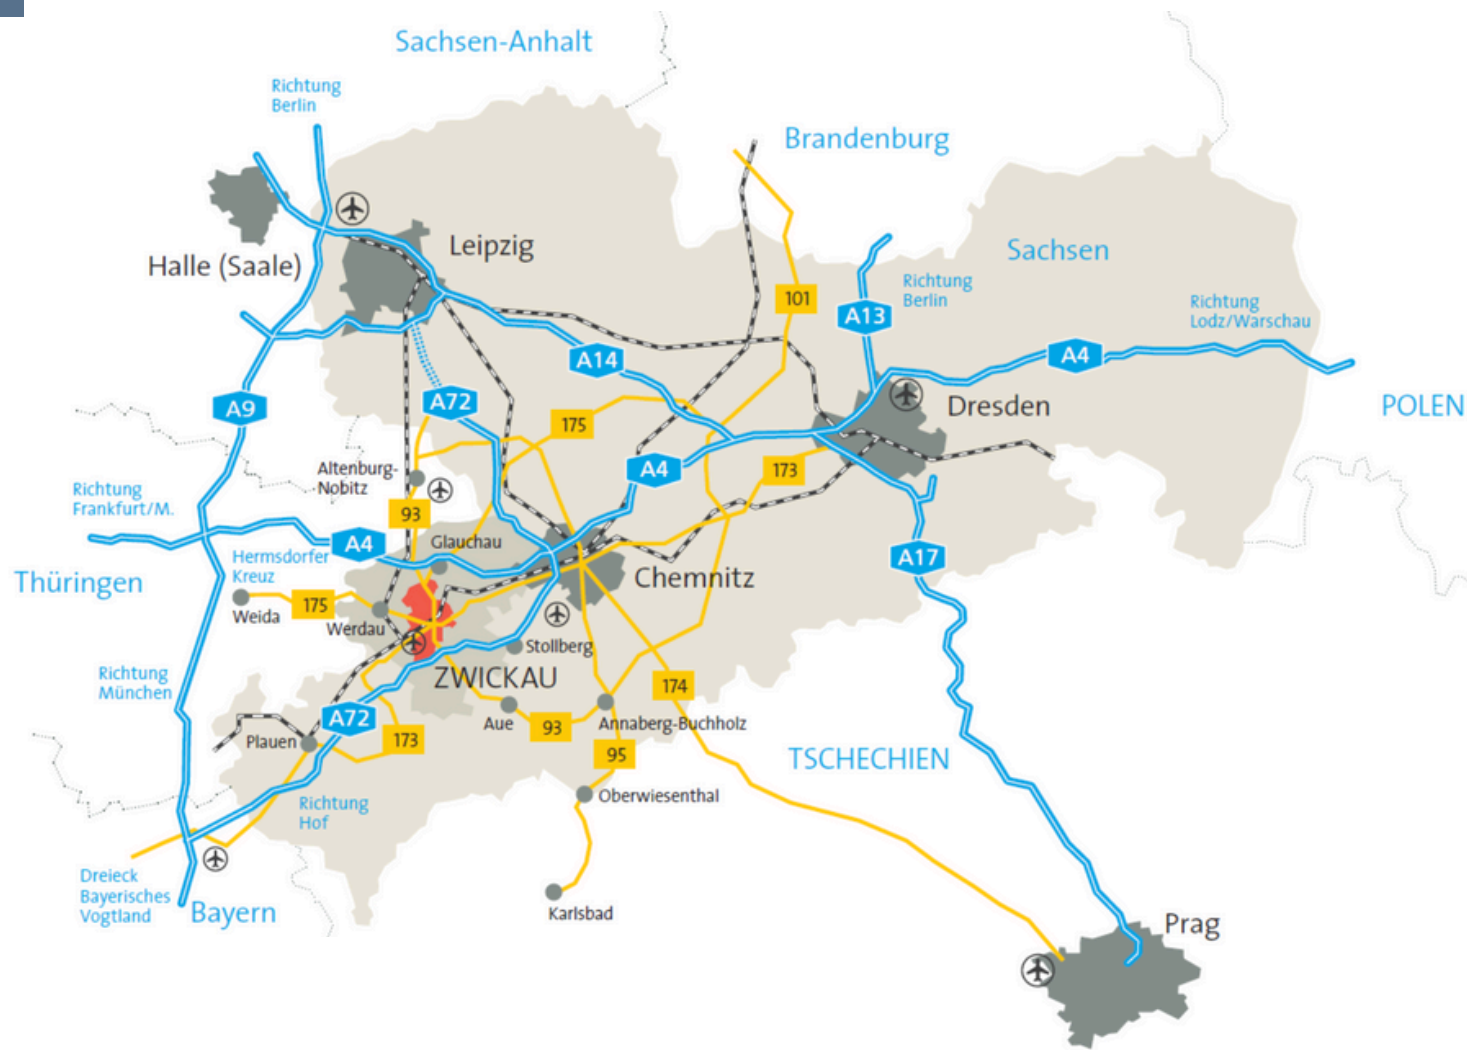 Sachsen-Anhalt
Richtung
Berlin
Brandenburg
Leipzig
Halle (Saale)
Sachsen
Richtung
Berlin
101
A13
Richtung
Lodz/Warschau
A14
A4
A9
A72
175
Dresden
POLEN
Altenburg-
Nobitz
A4
173
Richtung
Frankfurt/M.
93
A4
Glauchau
Hermsdorfer
Kreuz
A17
Thüringen
Chemnitz
175
Weida
Werdau
Stollberg
Richtung
München
ZWICKAU
174
A72
Aue
93
Annaberg-Buchholz
Plauen
173
95
TSCHECHIEN
Richtung
Hof
Oberwiesenthal
Dreieck
Bayerisches
Vogtland
Bayern
Karlsbad
Prag